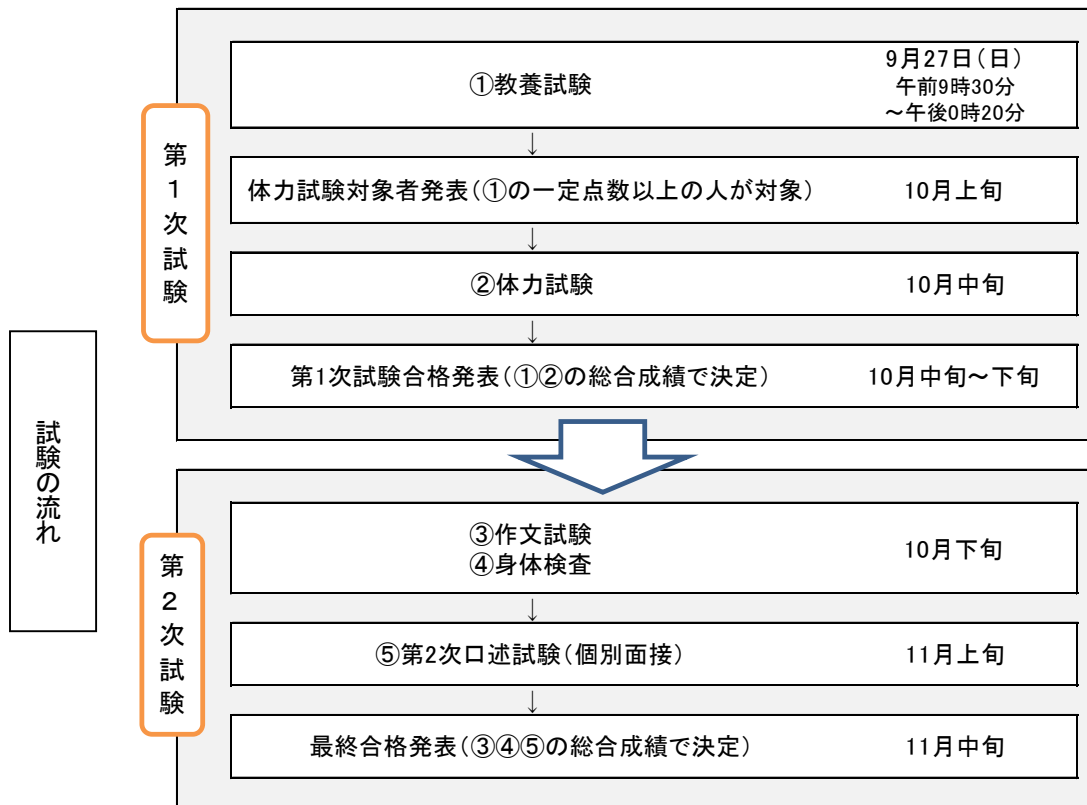 試験の流れ
第1次試験
①教養試験
9月27日(日)
午前9時30分
～午後0時20分
↓
体力試験対象者発表(①の一定点数以上の人が対象)
10月上旬
↓
②体力試験
10月中旬
↓
第1次試験合格発表(①②の総合成績で決定)
10月中旬～下旬
第2次試験
③作文試験
④身体検査
10月下旬
↓
⑤第2次口述試験(個別面接)
11月上旬
↓
最終合格発表(③④⑤の総合成績で決定)
11月中旬